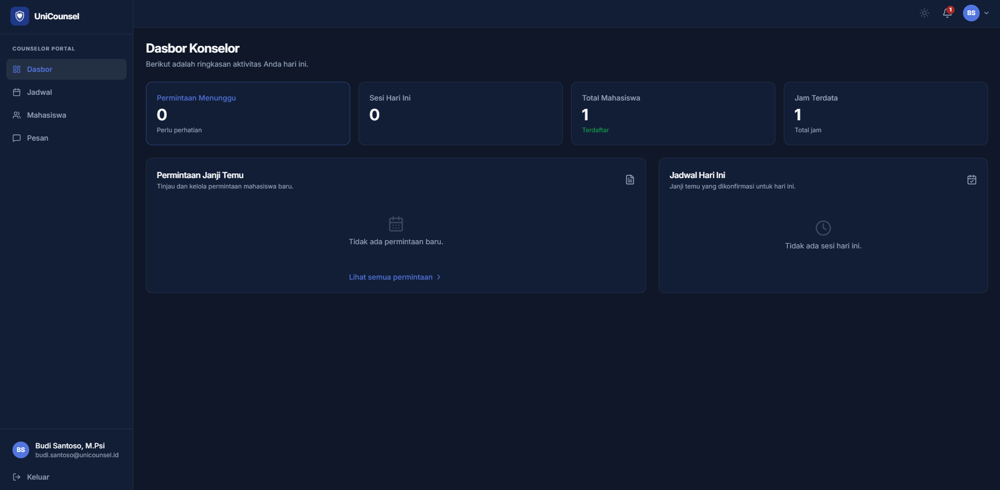 UniCounsel
COUNSELOR PORTAL
Dasbor
Jadwal
Mahasiswa
Pesan
Budi Santoso, M.Psi
BS
budi.santoso@unicounsel.id
Keluar
1
BS
Dasbor Konselor
Berikut adalah ringkasan aktivitas Anda hari ini.
Permintaan Menunggu
0
Perlu perhatian
Sesi Hari Ini
0
Total Mahasiswa
1
Terdaftar
Jam Terdata
1
Total jam
Permintaan Janji Temu
Tinjau dan kelola permintaan mahasiswa baru.
Tidak ada permintaan baru.
Lihat semua permintaan
Jadwal Hari Ini
Janji temu yang dikonfirmasi untuk hari ini.
Tidak ada sesi hari ini.